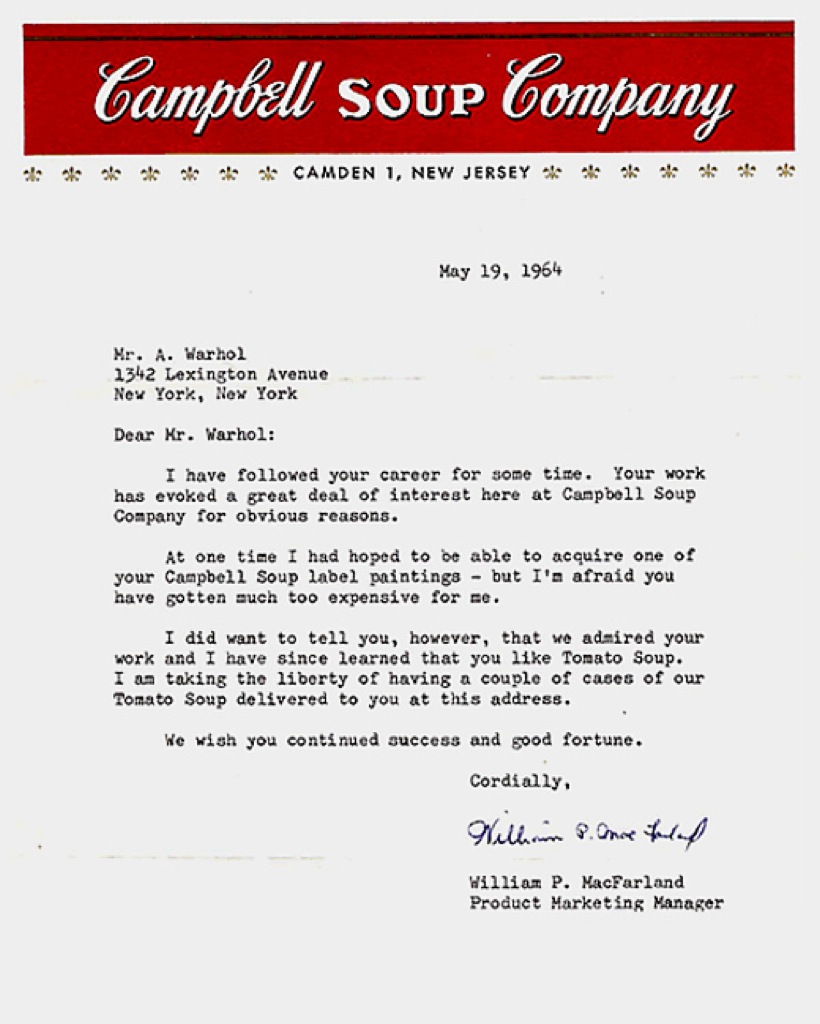 Campbell SOUP Company
CAMDEN 1, NEW JERSEY
May 19, 1964
Mr. A. Warhol
1342 Lexington Avenue
New York, New York
Dear Mr. Warhol:
I have followed your career for some time. Your work
has evoked a great deal of interest here at Campbell Soup
Company for obvious reasons.
At one time I had hoped to be able to acquire one of
your Campbell Soup label paintings - but I'm afraid you
have gotten much too expensive for me.
I did want to tell you, however, that we admired your
work and I have since learned that you like Tomato Soup.
I am taking the liberty of having a couple of cases of our
Tomato Soup delivered to you at this address.
We wish you continued success and good fortune.
Cordially,
William P. MacFarland
William P. MacFarland
Product Marketing Manager